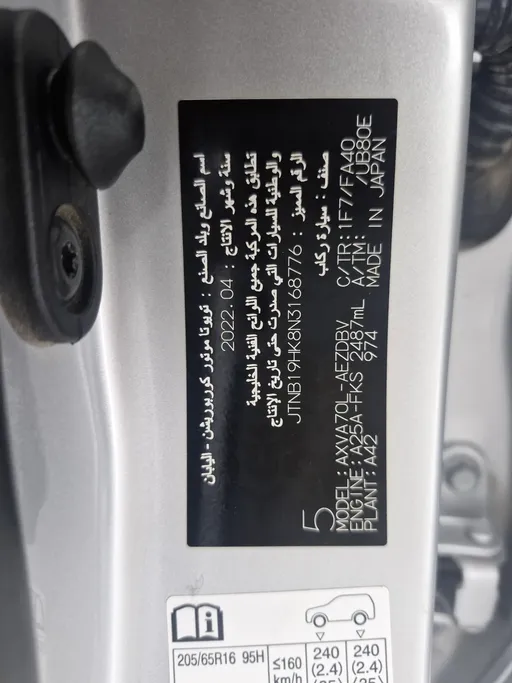 اسم الصانع وبلد الصنع : تويوتا موتور كوربوريشن - اليابان
سنة وشهر الانتاج : 2022.04
تطابق هذه المركبة جميع اللوائح الفنية الخليجية
والوطنية للسيارات التي صدرت حتى تاريخ الإنتاج
الرقم المميز : JTNB19HK8N3168776
صنف : سيارة ركاب
5
MODEL:AXVA70L-AEZDBV C/TR:1F7/FA40
ENGINE:A25A-FKS 2487mL A/TM: /UB80E
PLANT:A42 974 MADE IN JAPAN
205/65R16 95H
≤160
km/h
240
(2.4)
240
(2.4)